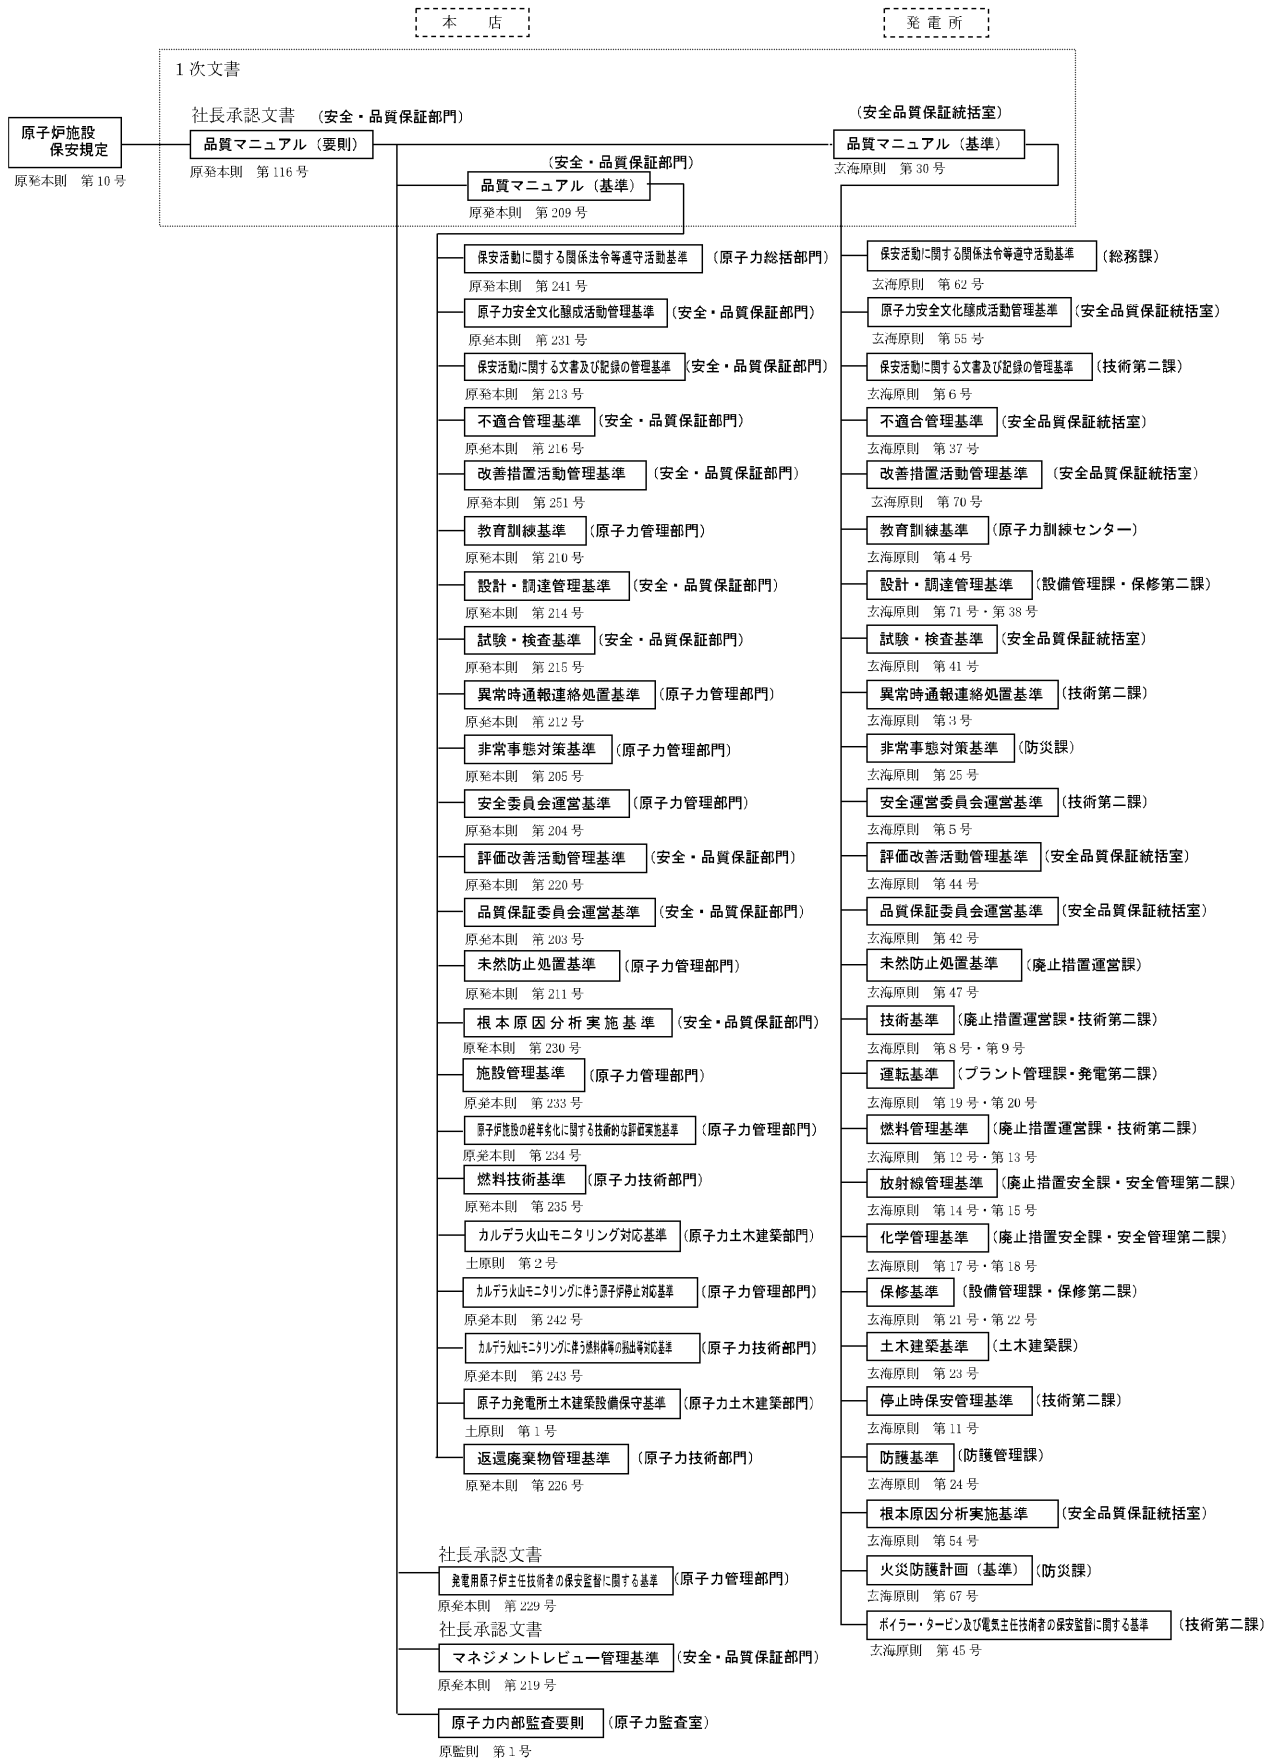 本　店
発電所
１次文書
原子炉施設
保安規定
原発本則　第10号
社長承認文書　（安全・品質保証部門）
品質マニュアル（要則）
原発本則　第116号
（安全品質保証統括室）
品質マニュアル（基準）
玄海原則　第30号
（安全・品質保証部門）
品質マニュアル（基準）
原発本則　第209号
保安活動に関する関係法令等遵守活動基準　（原子力総括部門）
原発本則　第241号
原子力安全文化醸成活動管理基準　（安全・品質保証部門）
原発本則　第231号
保安活動に関する文書及び記録の管理基準　（安全・品質保証部門）
原発本則　第213号
不適合管理基準　（安全・品質保証部門）
原発本則　第216号
改善措置活動管理基準　（安全・品質保証部門）
原発本則　第251号
教育訓練基準　（原子力管理部門）
原発本則　第210号
設計・調達管理基準　（安全・品質保証部門）
原発本則　第214号
試験・検査基準　（安全・品質保証部門）
原発本則　第215号
異常時通報連絡処置基準　（原子力管理部門）
原発本則　第212号
非常事態対策基準　（原子力管理部門）
原発本則　第205号
安全委員会運営基準　（原子力管理部門）
原発本則　第204号
評価改善活動管理基準　（安全・品質保証部門）
原発本則　第220号
品質保証委員会運営基準　（安全・品質保証部門）
原発本則　第203号
未然防止処置基準　（原子力管理部門）
原発本則　第211号
根本原因分析実施基準　（安全・品質保証部門）
原発本則　第230号
施設管理基準　（原子力管理部門）
原発本則　第233号
原子炉施設の経年劣化に関する技術的な評価実施基準　（原子力管理部門）
原発本則　第234号
燃料技術基準　（原子力技術部門）
原発本則　第235号
カルデラ火山モニタリング対応基準　（原子力土木建築部門）
土原則　第２号
カルデラ火山モニタリングに伴う原子炉停止対応基準　（原子力管理部門）
原発本則　第242号
カルデラ火山モニタリングに伴う燃料体等の搬出等対応基準　（原子力技術部門）
原発本則　第243号
原子力発電所土木建築設備保守基準　（原子力土木建築部門）
土原則　第１号
返還廃棄物管理基準　（原子力技術部門）
原発本則　第226号
社長承認文書
発電用原子炉主任技術者の保安監督に関する基準　（原子力管理部門）
原発本則　第229号
社長承認文書
マネジメントレビュー管理基準　（安全・品質保証部門）
原発本則　第219号
原子力内部監査要則　（原子力監査室）
原監則　第１号
保安活動に関する関係法令等遵守活動基準　（総務課）
玄海原則　第62号
原子力安全文化醸成活動管理基準　（安全品質保証統括室）
玄海原則　第55号
保安活動に関する文書及び記録の管理基準　（技術第二課）
玄海原則　第６号
不適合管理基準　（安全品質保証統括室）
玄海原則　第37号
改善措置活動管理基準　（安全品質保証統括室）
玄海原則　第70号
教育訓練基準　（原子力訓練センター）
玄海原則　第４号
設計・調達管理基準　（設備管理課・保修第二課）
玄海原則　第71号・第38号
試験・検査基準　（安全品質保証統括室）
玄海原則　第41号
異常時通報連絡処置基準　（技術第二課）
玄海原則　第３号
非常事態対策基準　（防災課）
玄海原則　第25号
安全運営委員会運営基準　（技術第二課）
玄海原則　第５号
評価改善活動管理基準　（安全品質保証統括室）
玄海原則　第44号
品質保証委員会運営基準　（安全品質保証統括室）
玄海原則　第42号
未然防止処置基準　（廃止措置運営課）
玄海原則　第47号
技術基準　（廃止措置運営課・技術第二課）
玄海原則　第８号・第９号
運転基準　（プラント管理課・発電第二課）
玄海原則　第19号・第20号
燃料管理基準　（廃止措置運営課・技術第二課）
玄海原則　第12号・第13号
放射線管理基準　（廃止措置安全課・安全管理第二課）
玄海原則　第14号・第15号
化学管理基準　（廃止措置安全課・安全管理第二課）
玄海原則　第17号・第18号
保修基準　（設備管理課・保修第二課）
玄海原則　第21号・第22号
土木建築基準　（土木建築課）
玄海原則　第23号
停止時保安管理基準　（技術第二課）
玄海原則　第11号
防護基準　（防護管理課）
玄海原則　第24号
根本原因分析実施基準　（安全品質保証統括室）
玄海原則　第54号
火災防護計画（基準）　（防災課）
玄海原則　第67号
ボイラー・タービン及び電気主任技術者の保安監督に関する基準　（技術第二課）
玄海原則　第45号